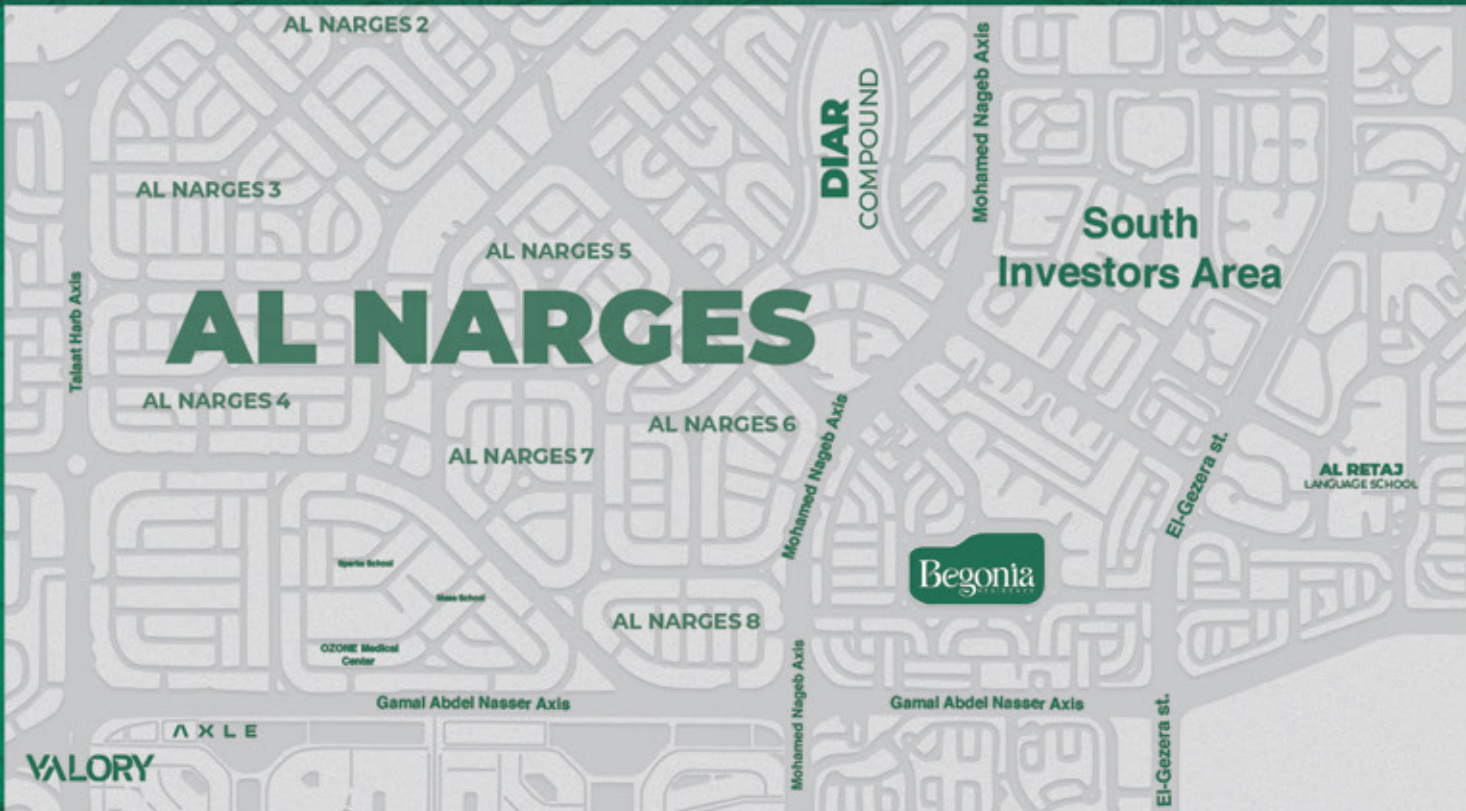 AL NARGES 2
Mohamed Nageb Axis
DIAR
COMPOUND
AL NARGES 3
South
Investors Area
AL NARGES 5
Talaat Harb Axis
AL NARGES
AL NARGES 4
AL NARGES 6
Mohamed Nageb Axis
AL NARGES 7
El-Gezera st.
AL RETAJ
LANGUAGE SCHOOL
Sparks School
Begonia
RESIDENCE
Maas School
AL NARGES 8
OZONE Medical
Center
Gamal Abdel Nasser Axis
Mohamed Nageb Axis
Gamal Abdel Nasser Axis
El-Gezera st.
AXLE
VALORY